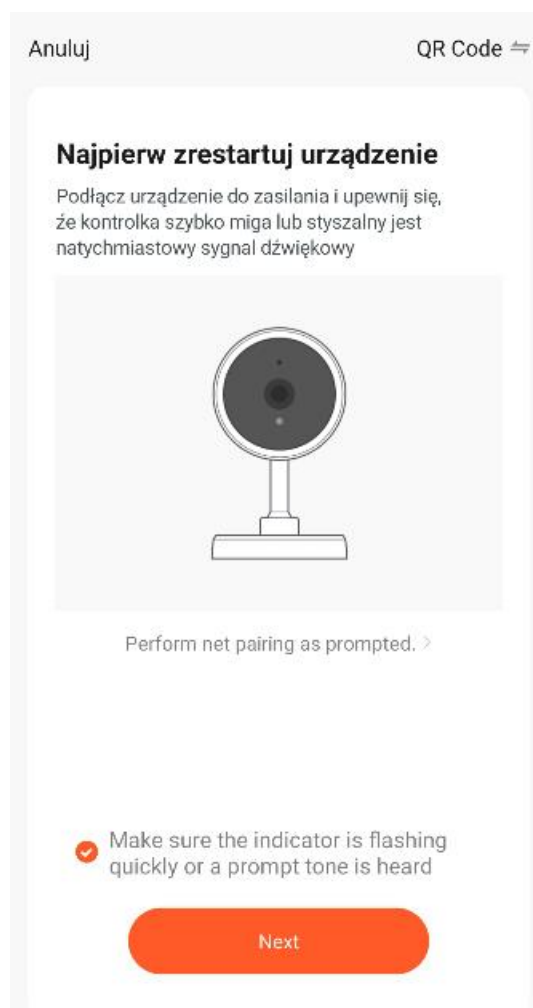 Anuluj
QR Code
Najpierw zrestartuj urządzenie
Podłącz urządzenie do zasilania i upewnij się,
źe kontrolka szybko miga lub styszalny jest
natychmiastowy sygnal dźwiękowy
Perform net pairing as prompted. >
Make sure the indicator is flashing
quickly or a prompt tone is heard
Next